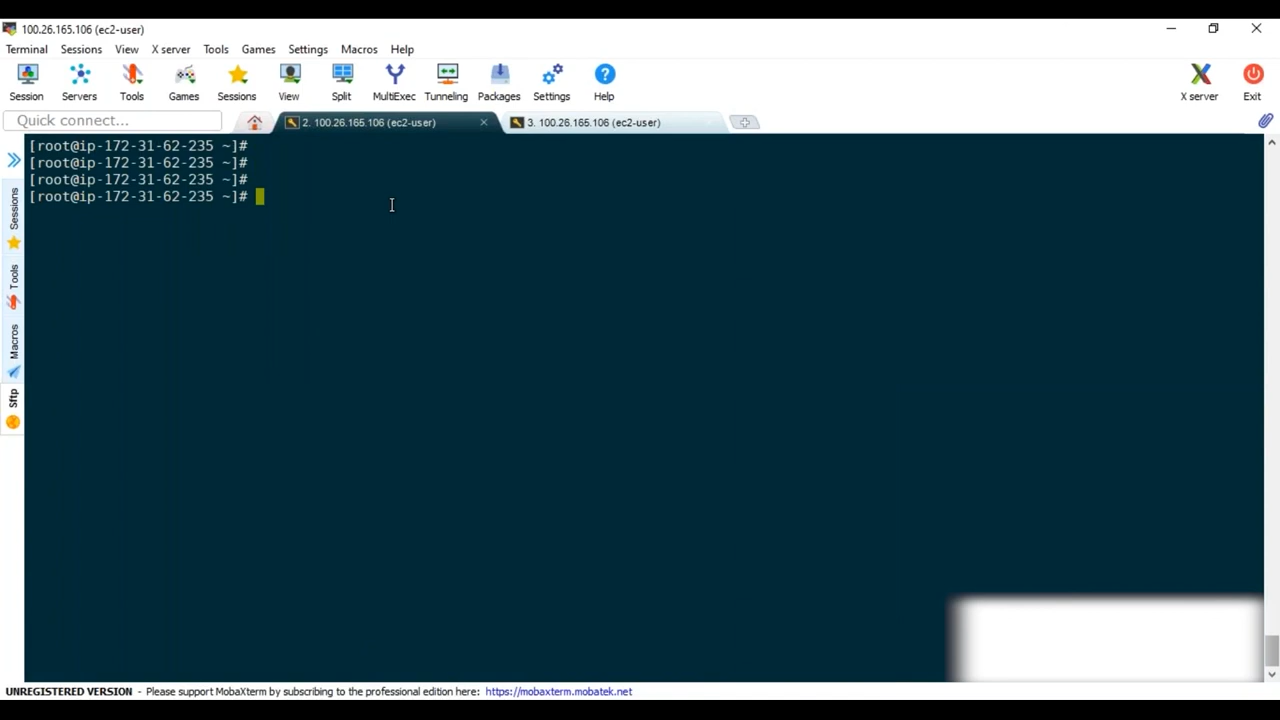 100.26.165.106 (ec2-user)
Terminal Sessions View X server Tools Games Settings Macros Help
Session Servers Tools Games Sessions View Split MultiExec Tunneling Packages Settings Help X server Exit
Quick connect...
2. 100.26.165.106 (ec2-user)
3. 100.26.165.106 (ec2-user)
[root@ip-172-31-62-235 ~]#
[root@ip-172-31-62-235 ~]#
[root@ip-172-31-62-235 ~]#
[root@ip-172-31-62-235 ~]#
Sessions
Tools
Macros
Sftp
UNREGISTERED VERSION - Please support MobaXterm by subscribing to the professional edition here: https://mobaxterm.mobatek.net